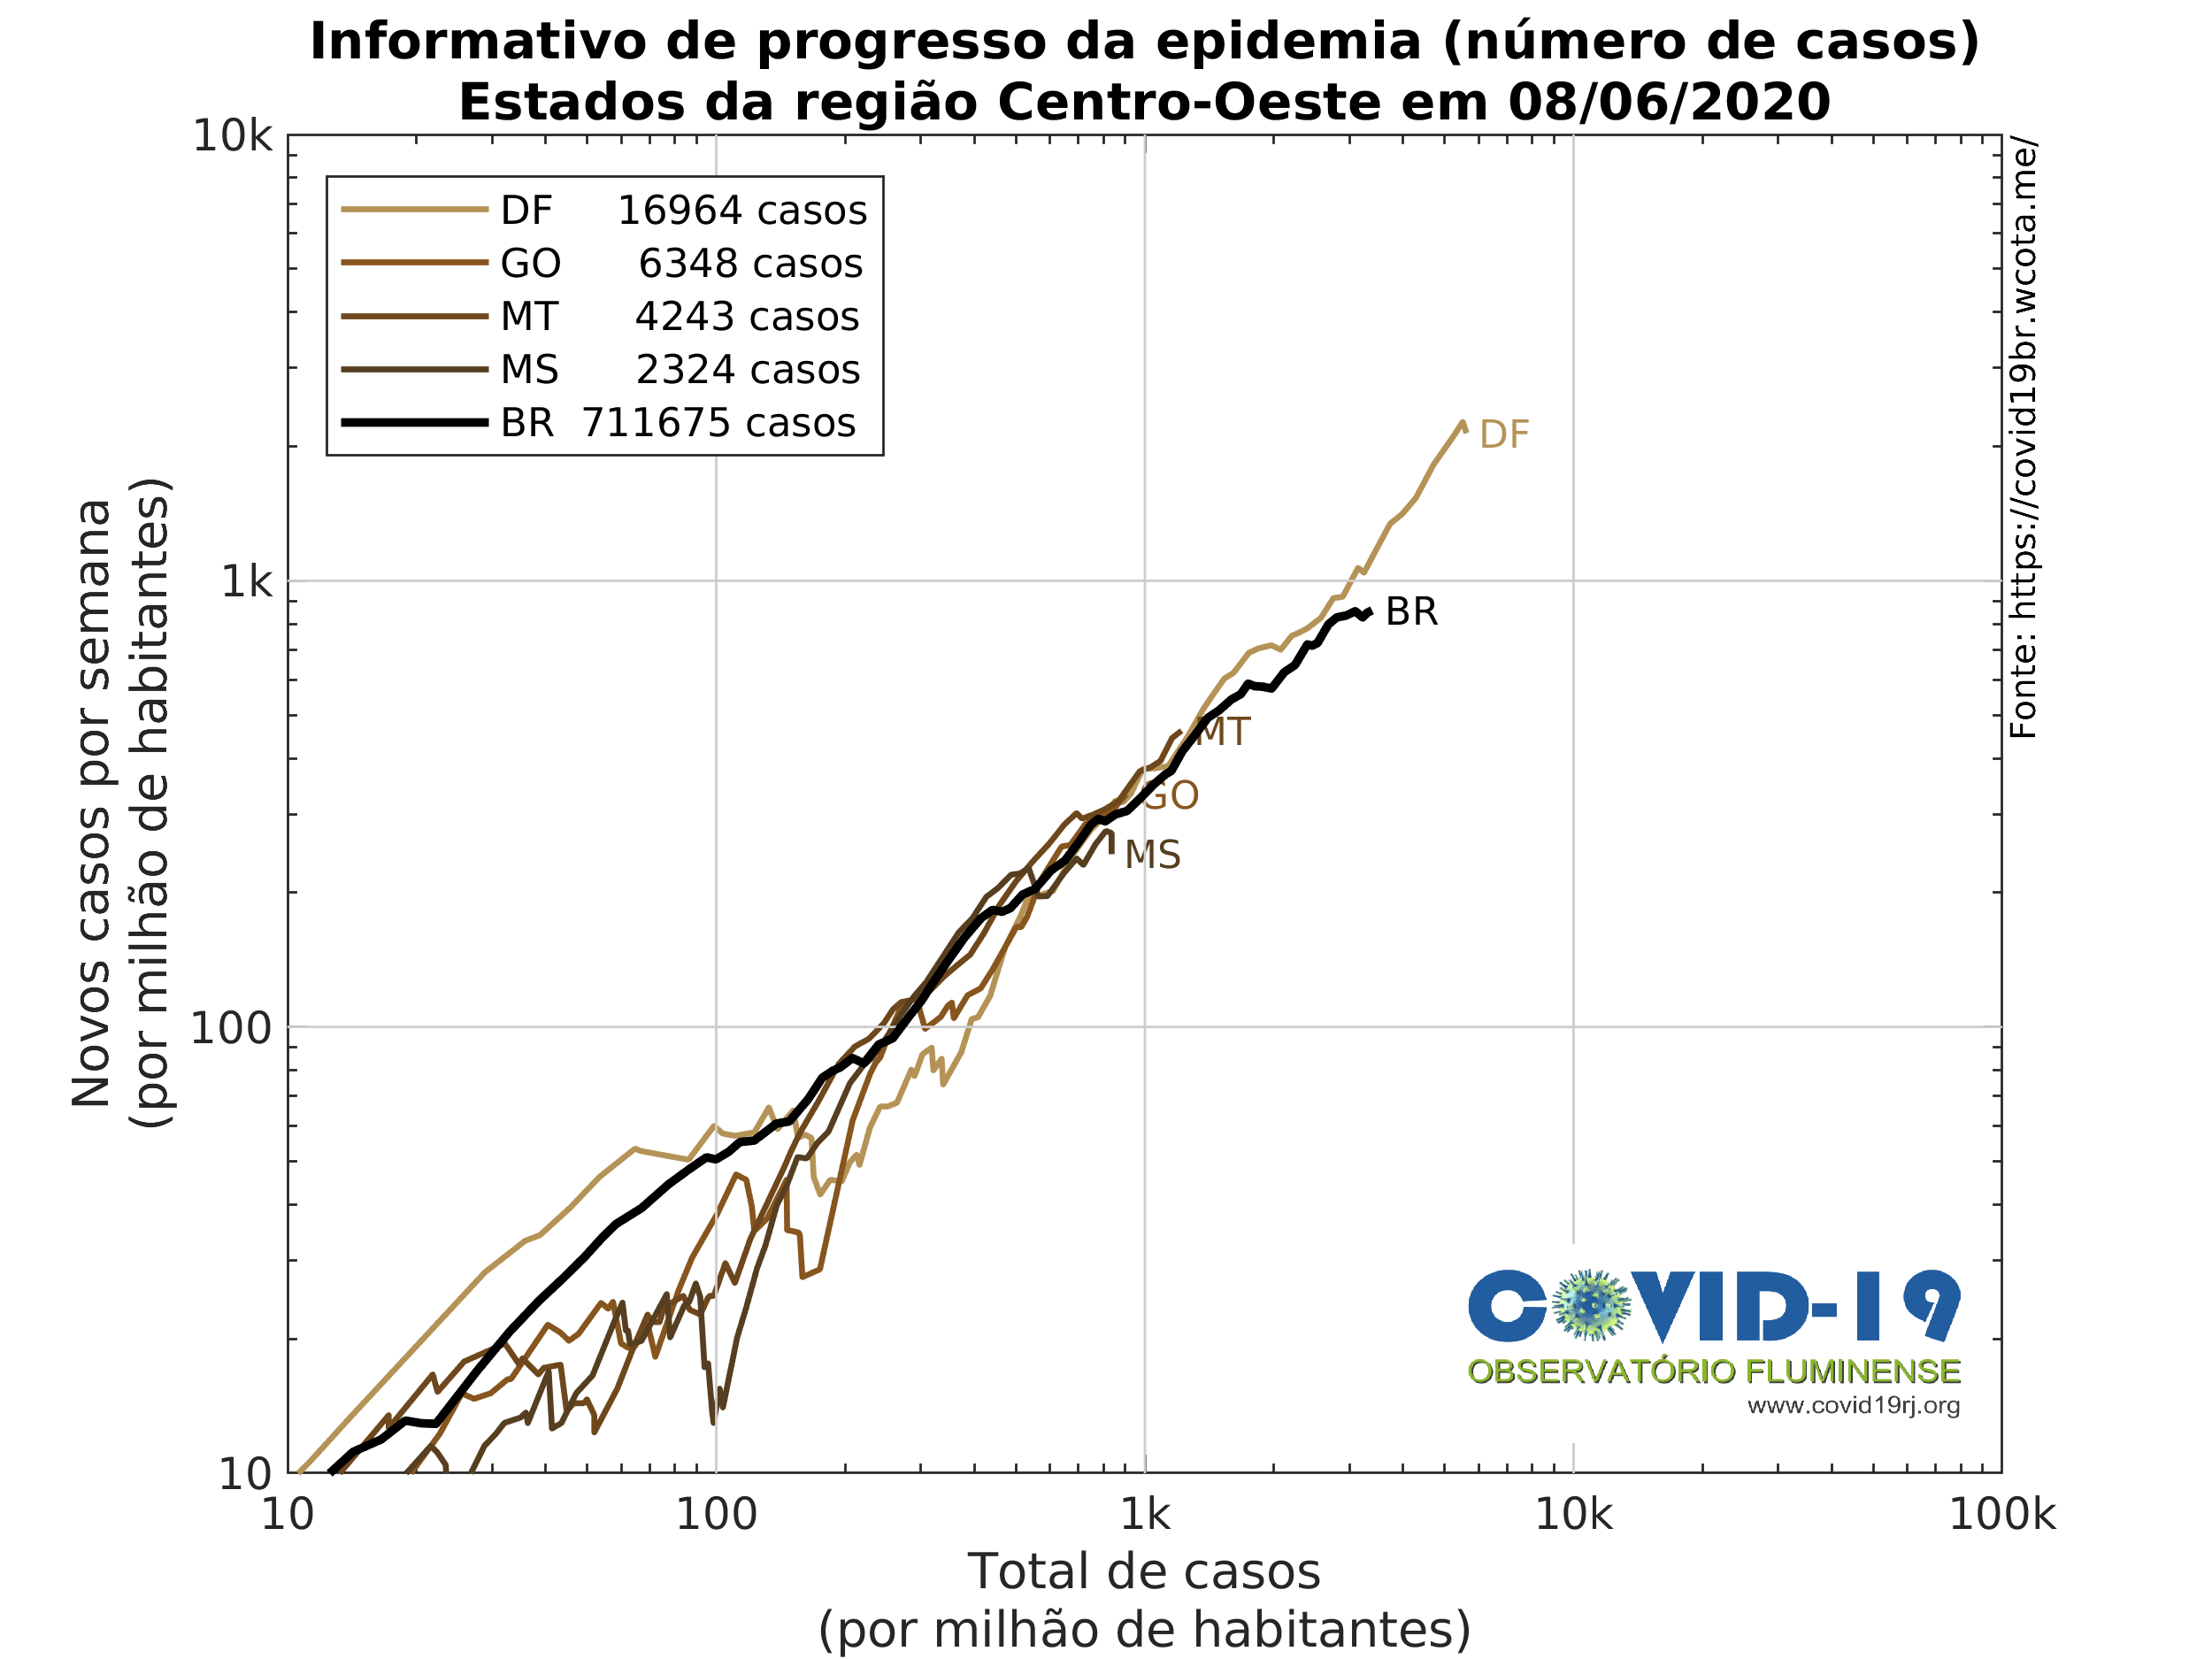 Informativo de progresso da epidemia (número de casos)
Estados da região Centro-Oeste em 08/06/2020
10k
1k
100
10
Novos casos por semana
(por milhão de habitantes)
DF 16964 casos
GO 6348 casos
MT 4243 casos
MS 2324 casos
BR 711675 casos
DF
BR
MT
GO
MS
Fonte: https://covid19br.wcota.me/
COVID-19
OBSERVATÓRIO FLUMINENSE
www.covid19rj.org
10
100
1k
10k
100k
Total de casos
(por milhão de habitantes)